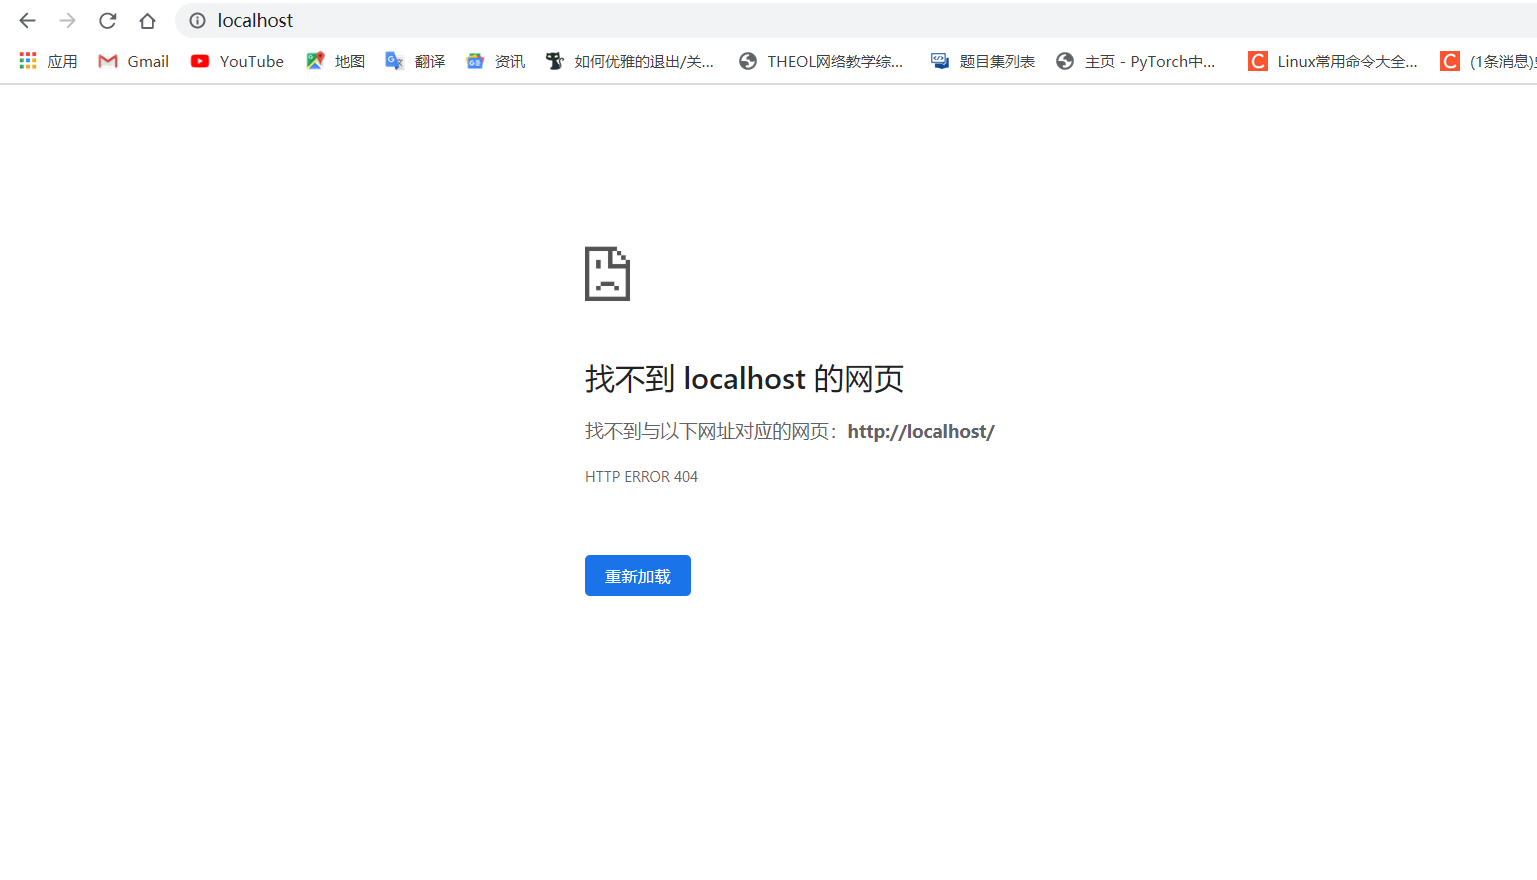 localhost
应用 Gmail YouTube 地图 翻译 资讯 如何优雅的退出/关... THEOL网络教学综... 题目集列表 主页 - PyTorch中... Linux常用命令大全... (1条消息)
找不到 localhost 的网页
找不到与以下网址对应的网页：http://localhost/
HTTP ERROR 404
重新加载